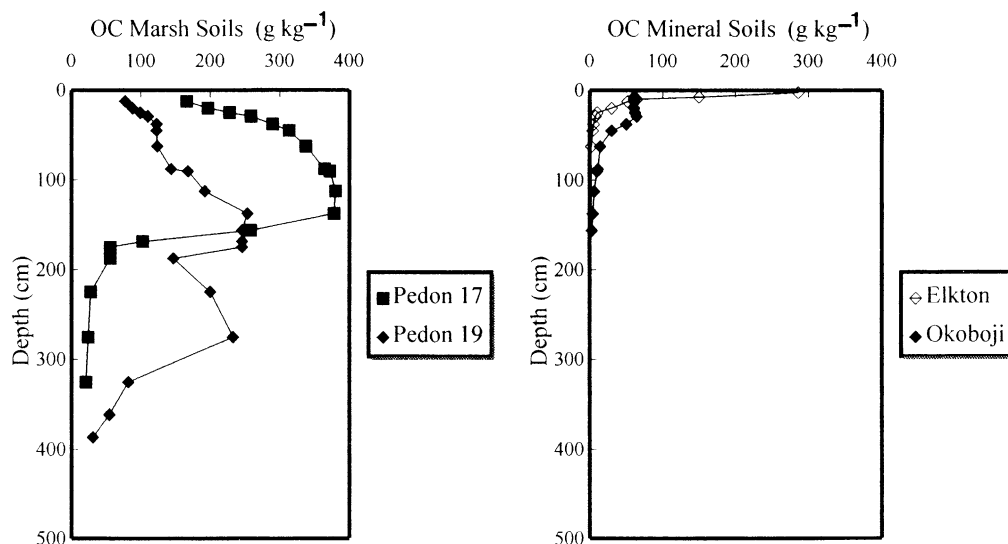 OC Marsh Soils (g kg–1)
0 100 200 300 400
0
100
200
300
400
500
Depth (cm)
Pedon 17
Pedon 19
OC Mineral Soils (g kg–1)
0 100 200 300 400
0
100
200
300
400
500
Depth (cm)
Elkton
Okoboji